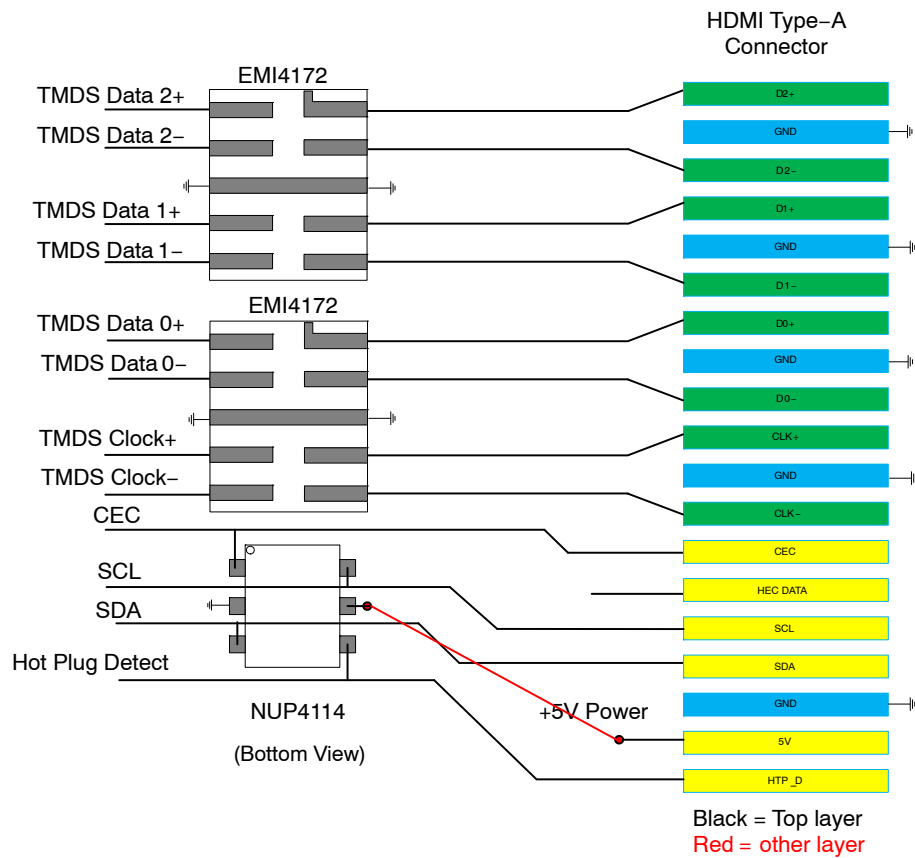 HDMI Type−A
Connector
EMI4172
TMDS Data 2+
TMDS Data 2−
TMDS Data 1+
TMDS Data 1−
EMI4172
TMDS Data 0+
TMDS Data 0−
TMDS Clock+
TMDS Clock−
CEC
SCL
SDA
Hot Plug Detect
NUP4114
(Bottom View)
+5V Power
D2+
GND
D2−
D1+
GND
D1−
D0+
GND
D0−
CLK+
GND
CLK−
CEC
HEC DATA
SCL
SDA
GND
5V
HTP_D
Black = Top layer
Red = other layer